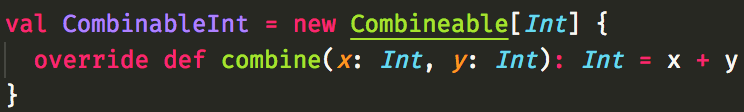 val CombinableInt = new Combineable[Int] {
  override def combine(x: Int, y: Int): Int = x + y
}